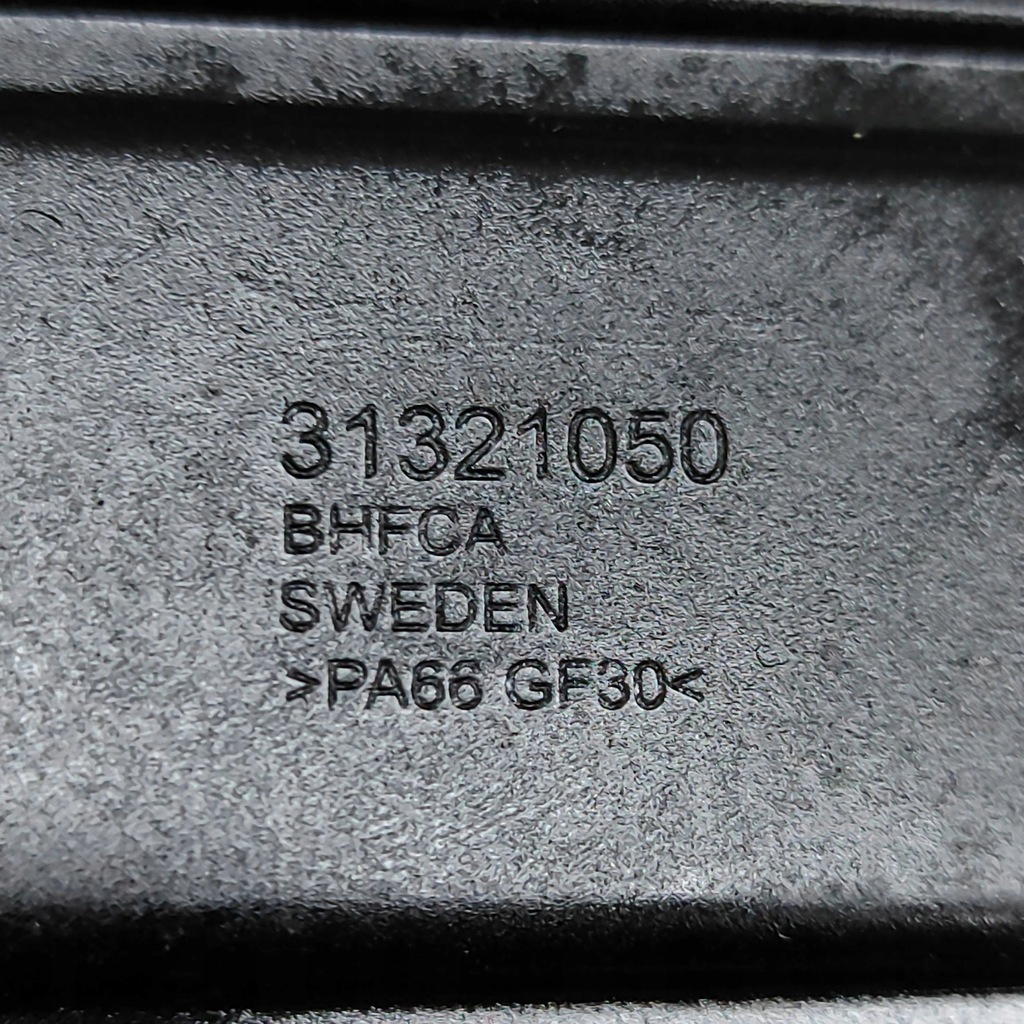 31321050
BHFCA
SWEDEN
>PA66 GF30<